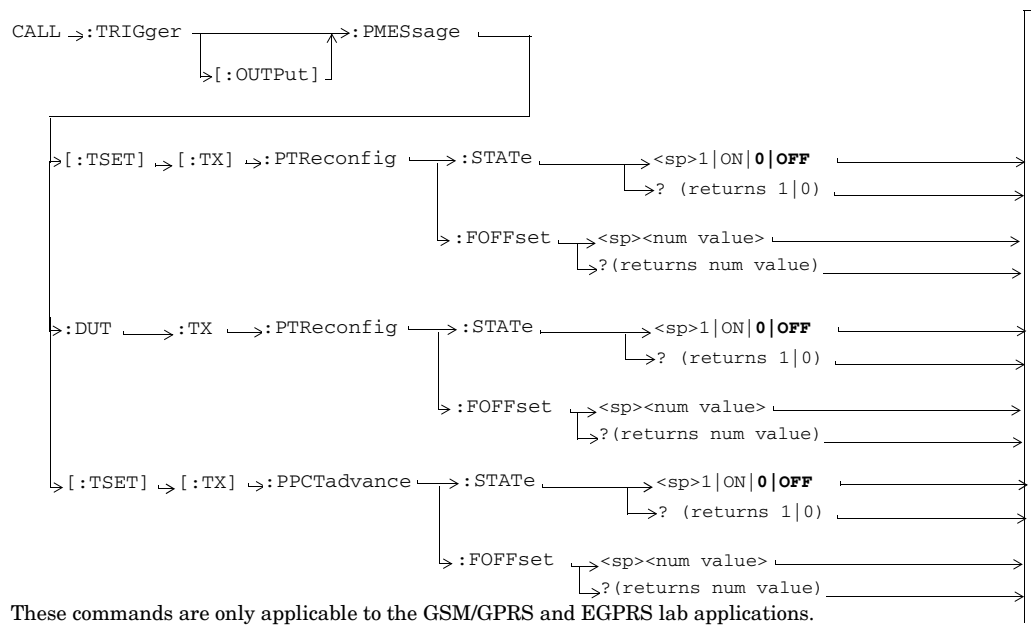 CALL :TRIGger :PMESsage
[:OUTPut]
[:TSET] [:TX] :PTReconfig :STATe <sp>1|ON|0|OFF
? (returns 1|0)
:FOFFset <sp><num value>
?(returns num value)
:DUT :TX :PTReconfig :STATe <sp>1|ON|0|OFF
? (returns 1|0)
:FOFFset <sp><num value>
?(returns num value)
[:TSET] [:TX] :PPCTadvance :STATe <sp>1|ON|0|OFF
? (returns 1|0)
:FOFFset <sp><num value>
?(returns num value)
These commands are only applicable to the GSM/GPRS and EGPRS lab applications.